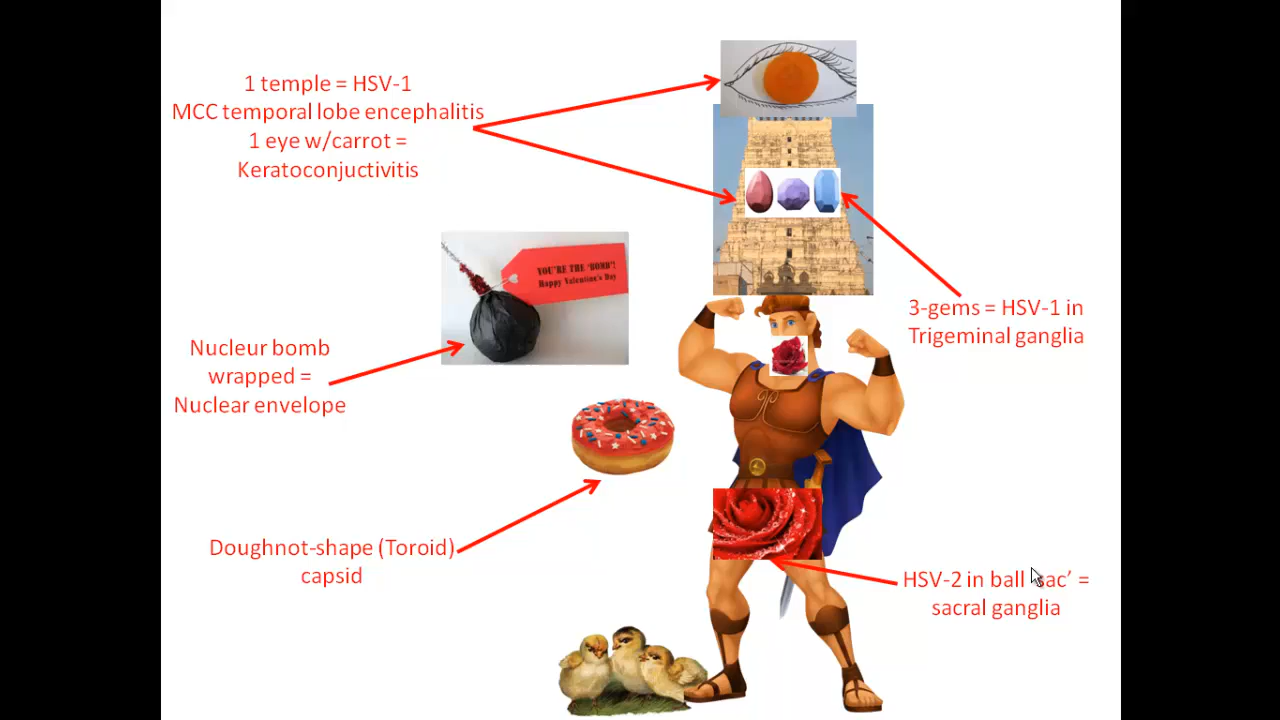 1 temple = HSV-1
MCC temporal lobe encephalitis
1 eye w/carrot =
Keratoconjuctivitis
YOU'RE THE 'BOMB'!
Happy Valentine's Day
3-gems = HSV-1 in
Trigeminal ganglia
Nucleur bomb
wrapped =
Nuclear envelope
Doughnot-shape (Toroid)
capsid
HSV-2 in ball 'sac' =
sacral ganglia